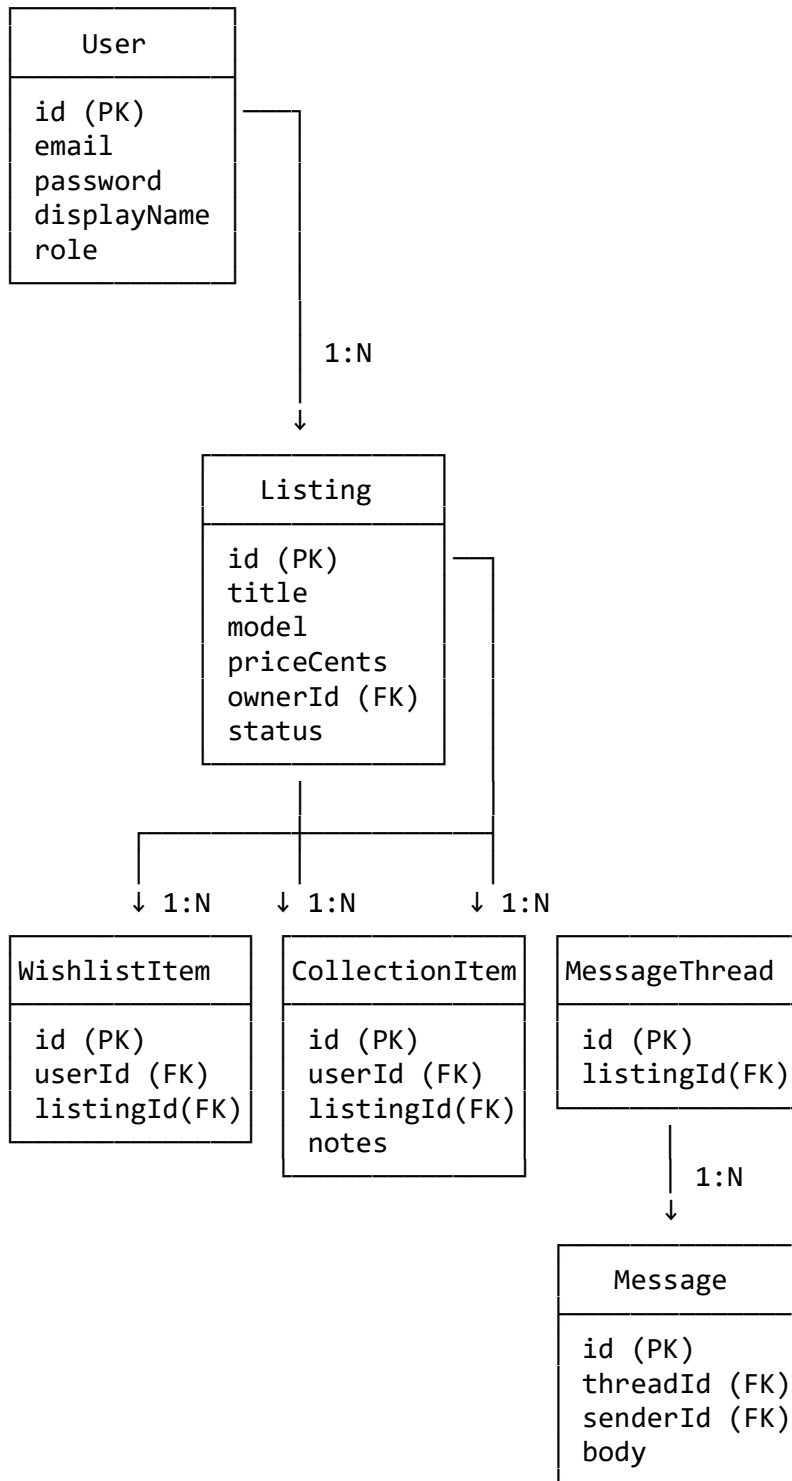 User
id (PK)
email
password
displayName
role
1:N
↓
Listing
id (PK)
title
model
priceCents
ownerId (FK)
status
↓ 1:N ↓ 1:N ↓ 1:N
WishlistItem
id (PK)
userId (FK)
listingId(FK)
CollectionItem
id (PK)
userId (FK)
listingId(FK)
notes
MessageThread
id (PK)
listingId(FK)
1:N
↓
Message
id (PK)
threadId (FK)
senderId (FK)
body